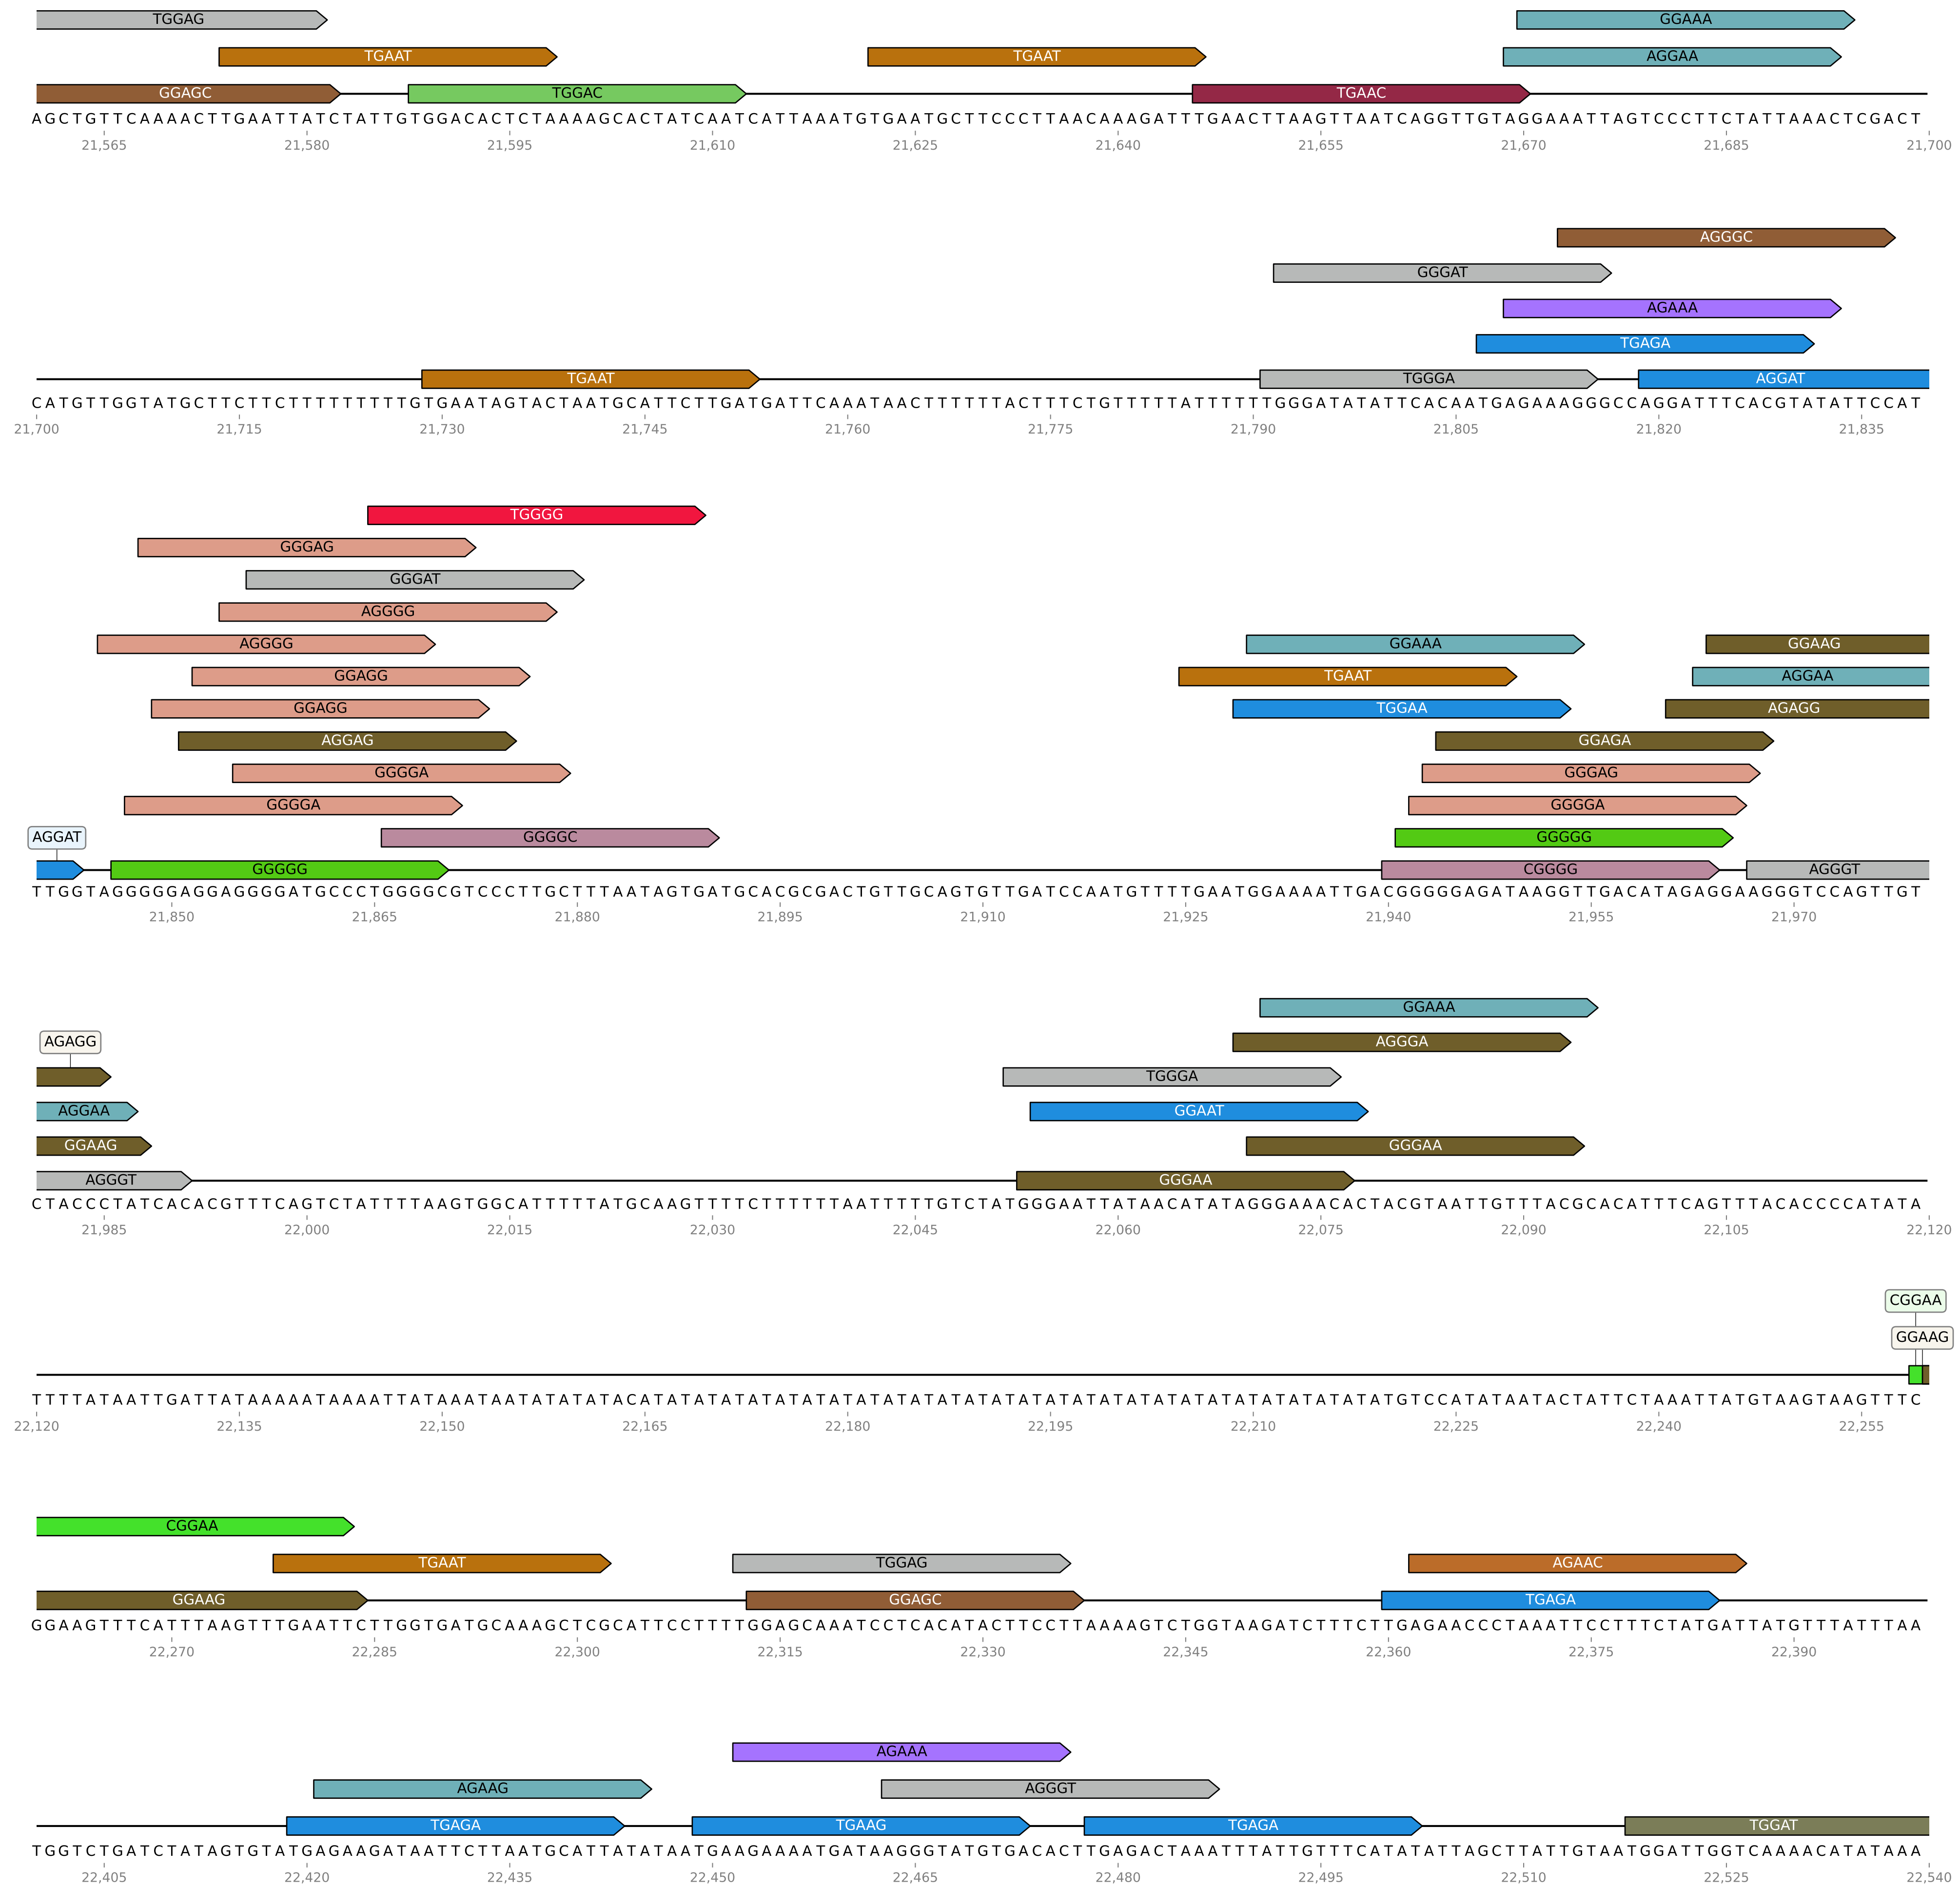 TGGAG GGAAA
TGAAT TGAAT AGGAA
GGAGC TGGAC TGAAC
AGCTGTTCAAAACTTGAATTATCTATTGTGGACACTCTAAAAGCACTATCAATCATTAAATGTGAATGCTTCCCTTAACAAAGATTTGAACTTAAGTTAATCAGGTTGTAGGAAATTAGTCCCTTCTATTAAACTCGACT
21,565 21,580 21,595 21,610 21,625 21,640 21,655 21,670 21,685 21,700
AGGGC
GGGAT
AGAAA
TGAGA
TGAAT TGGGA AGGAT
CATGTTGGTATGCTTCTTCTTTTTTTTTGTGAATAGTACTAATGCATTCTTGATGATTCAAATAACTTTTTTACTTTCTGTTTTTATTTTTTGGGATATATTCACAATGAGAAAGGGCCAGGATTTCACGTATATTCCAT
21,700 21,715 21,730 21,745 21,760 21,775 21,790 21,805 21,820 21,835
TGGGG
GGGAG
GGGAT
AGGGG
AGGGG GGAAA GGAAG
GGAGG TGAAT AGGAA
GGAGG TGGAA AGAGG
AGGAG GGAGA
GGGGA GGGAG
GGGGA GGGGA
AGGAT GGGGC GGGGG
GGGGG CGGGG AGGGT
TTGGTAGGGGGAGGAGGGGATGCCCTGGGGCGTCCCTTGCTTTAATAGTGATGCACGCGACTGTTGCAGTGTTGATCCAATGTTTTGAATGGAAAATTGACGGGGGAGATAAGGTTGACATAGAGGAAGGGTCCAGTTGT
21,850 21,865 21,880 21,895 21,910 21,925 21,940 21,955 21,970
GGAAA
AGAGG AGGGA
TGGGA
AGGAA GGAAT
GGAAG GGGAA
AGGGT GGGAA
CTACCCTATCACACGTTTCAGTCTATTTTAAGTGGCATTTTTATGCAAGTTTTCTTTTTTAATTTTTGTCTATGGGAATTATAACATATAGGGAAACACTACGTAATTGTTTACGCACATTTCAGTTTACACCCCATATA
21,985 22,000 22,015 22,030 22,045 22,060 22,075 22,090 22,105 22,120
CGGAA
GGAAG
TTTTATAATTGATTATAAAAATAAAATTATAAATAATATATATACATATATATATATATATATATATATATATATATATATATATATATATATATATATATGTCCATATAATACTATTCTAAATTATGTAAGTAAGTTTC
22,120 22,135 22,150 22,165 22,180 22,195 22,210 22,225 22,240 22,255
CGGAA
TGAAT TGGAG AGAAC
GGAAG GGAGC TGAGA
GGAAGTTTCATTTAAGTTTGAATTCTTGGTGATGCAAAGCTCGCATTCCTTTTGGAGCAAATCCTCACATACTTCCTTAAAAGTCTGGTAAGATCTTTCTTGAGAACCCTAAATTCCTTTCTATGATTATGTTTATTTAA
22,270 22,285 22,300 22,315 22,330 22,345 22,360 22,375 22,390
AGAAA
AGAAG AGGGT
TGAGA TGAAG TGAGA TGGAT
TGGTCTGATCTATAGTGTATGAGAAGATAATTCTTAATGCATTATATAATGAAGAAAATGATAAGGGTATGTGACACTTGAGACTAAATTTATTGTTTCATATATTAGCTTATTGTAATGGATTGGTCAAAACATATAAA
22,405 22,420 22,435 22,450 22,465 22,480 22,495 22,510 22,525 22,540